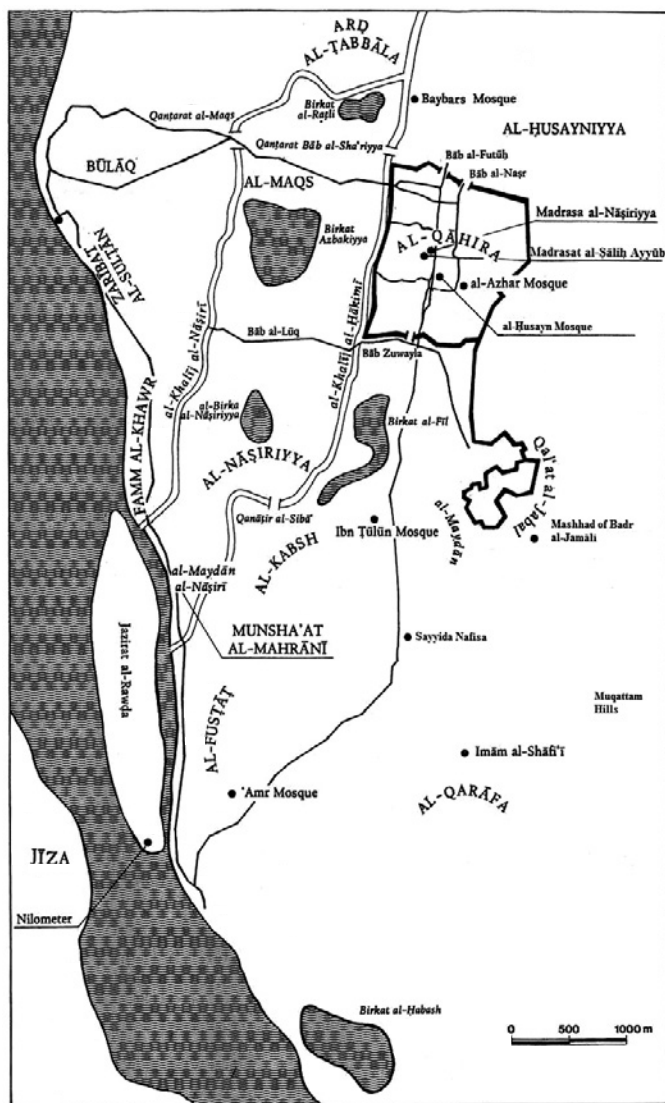 ARḌ
AL-ṬABBĀLA
Birkat
al-Raṭli
Baybars Mosque
Qanṭarat al-Maqs
AL-ḤUSAYNIYYA
Qanṭarat Bāb al-Sha'riyya
Bāb al-Futūḥ
BŪLĀQ
Bāb al-Naṣr
AL-MAQS
Madrasa al-Nāṣiriyya
ZARIBAT
AL-SULṬĀN
Birkat
Azbakiyya
AL-QĀHIRA
Madrasat al-Ṣāliḥ Ayyūb
al-Azhar Mosque
al-Khalīj al-Nāṣirī
al-Khalīj al-Ḥākimī
al-Ḥusayn Mosque
Bāb al-Lūq
Bāb Zuwayla
FAMM AL-KHAWR
al-Birka
al-Nāṣiriyya
Birkat al-Fīl
AL-NĀṢIRIYYA
Qal'at al-Jabal
Qanāṭir al-Sibā'
al-Maydān
Ibn Ṭūlūn Mosque
Mashhad of Badr
al-Jamāli
AL-KABSH
al-Maydān
al-Nāṣirī
MUNSHA'AT
AL-MAHRĀNĪ
Sayyida Nafisa
Jazirat al-Rawḍa
Muqattam
Hills
AL-FUSṬĀṬ
Imām al-Shāfi'ī
'Amr Mosque
AL-QARĀFA
JĪZA
Nilometer
Birkat al-Ḥabash
0 500 1000 m